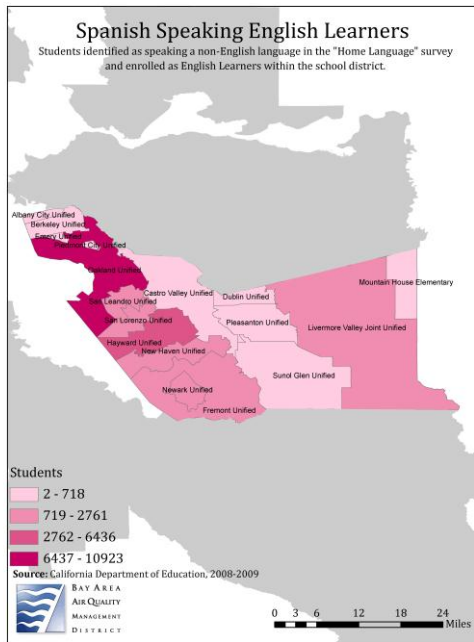 Spanish Speaking English Learners
Students identified as speaking a non-English language in the "Home Language" survey
and enrolled as English Learners within the school district.
Albany City Unified
Berkeley Unified
Emery Unified
Piedmont City Unified
Oakland Unified
Castro Valley Unified
San Leandro Unified
San Lorenzo Unified
Hayward Unified
New Haven Unified
Newark Unified
Fremont Unified
Dublin Unified
Pleasanton Unified
Sunol Glen Unified
Mountain House Elementary
Livermore Valley Joint Unified
Students
2 - 718
719 - 2761
2762 - 6436
6437 - 10923
Source: California Department of Education, 2008-2009
BAY AREA
AIR QUALITY
MANAGEMENT
DISTRICT
0 3 6 12 18 24
Miles